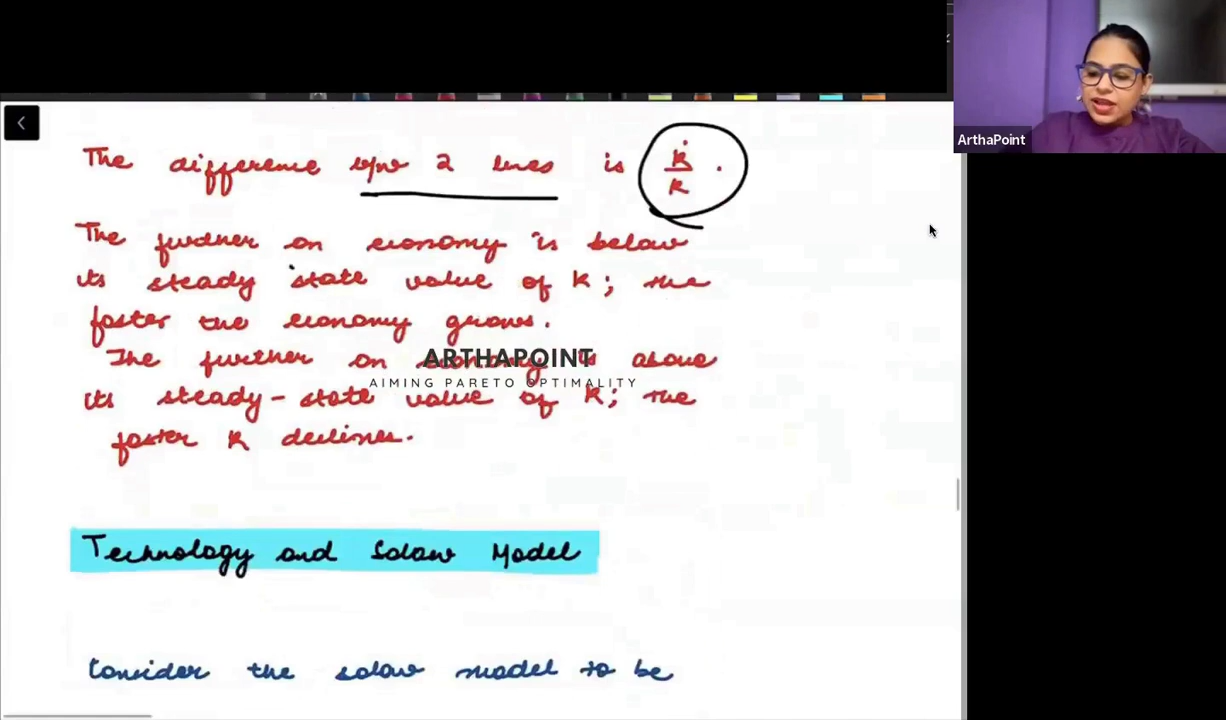 ArthaPoint
The difference b/w 2 lines is k̇/k.
The further an economy is below
its steady state value of k; the
faster the economy grows.
The further an economy is above
its steady-state value of k; the
faster k declines.
ARTHAPOINT
AIMING PARETO OPTIMALITY
Technology and Solow Model
Consider the solow model to be